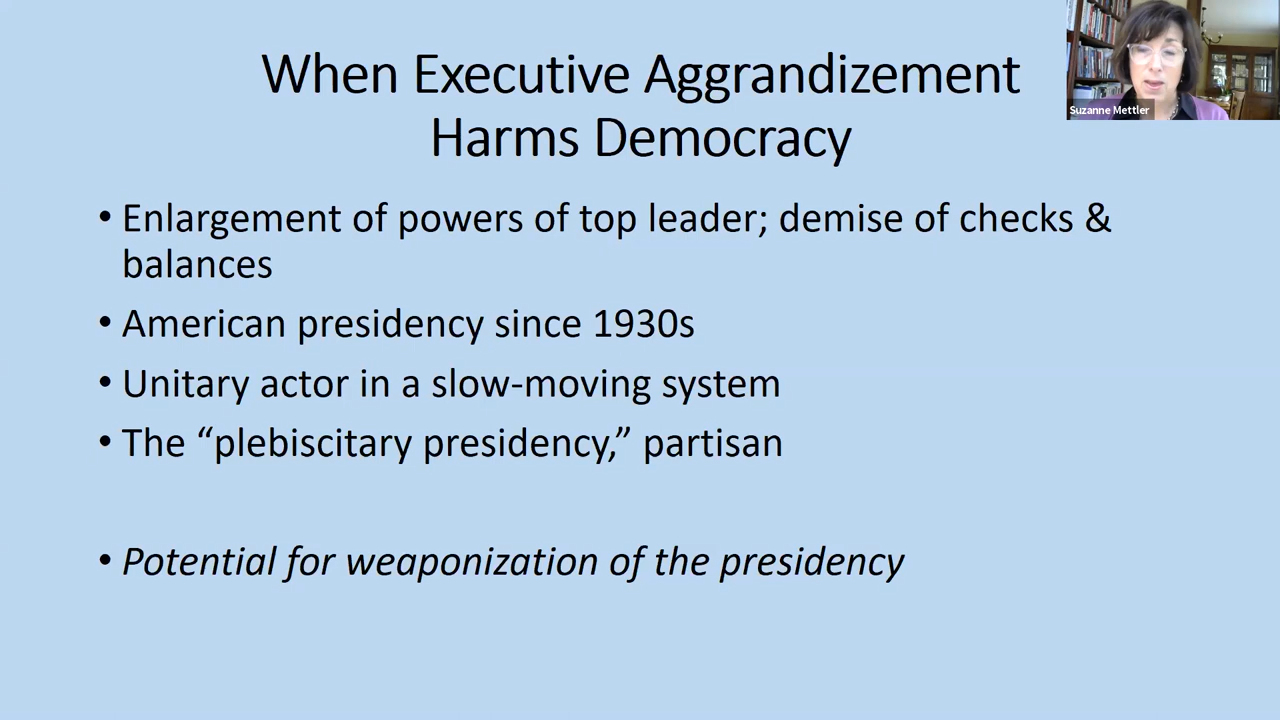 When Executive Aggrandizement
Harms Democracy
Suzanne Mettler
• Enlargement of powers of top leader; demise of checks &
balances
• American presidency since 1930s
• Unitary actor in a slow-moving system
• The “plebiscitary presidency,” partisan
• Potential for weaponization of the presidency